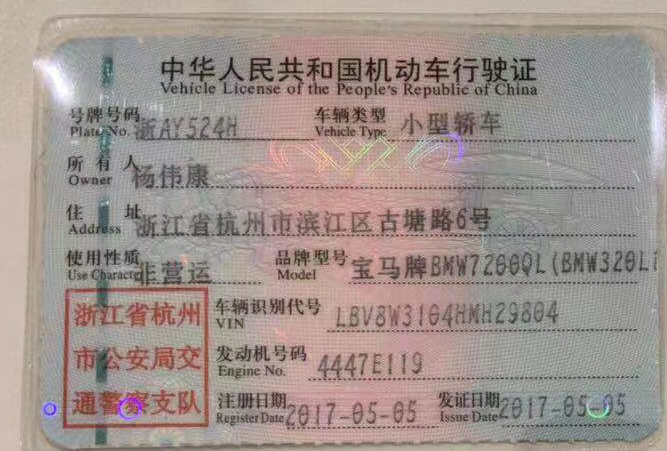 中华人民共和国机动车行驶证
Vehicle License of the People's Republic of China
号牌号码 浙AY524H 车辆类型 小型轿车
Plate No. Vehicle Type
所有人 杨伟康
Owner
住址 浙江省杭州市滨江区古塘路6号
Address
使用性质 非营运 品牌型号 宝马牌BMW7200QL(BMW320Li
Use Character Model
浙江省杭州 车辆识别代号 LBV8W3104HMH29804
VIN
市公安局交 发动机号码 4447E119
Engine No.
通警察支队 注册日期 2017-05-05 发证日期 2017-05-05
Register Date Issue Date